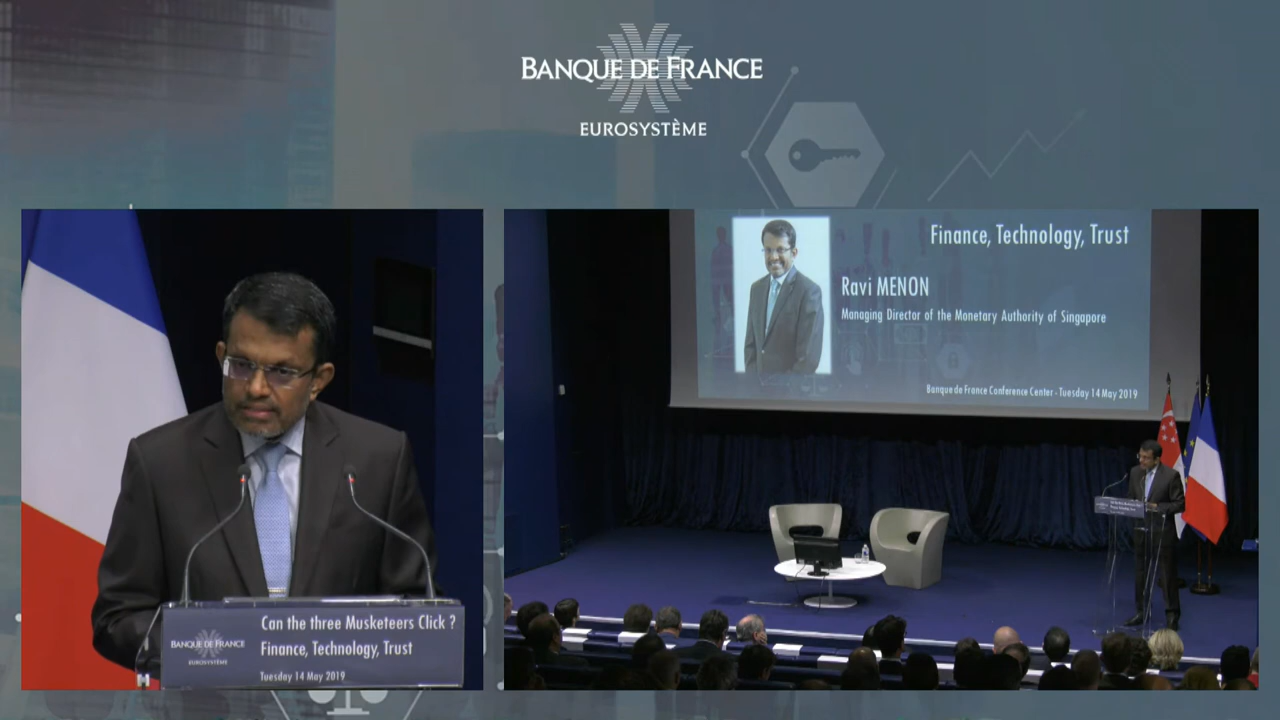 BANQUE DE FRANCE
EUROSYSTÈME
Finance, Technology, Trust
Ravi MENON
Managing Director of the Monetary Authority of Singapore
Banque de France Conference Center - Tuesday 14 May 2019
Can the three Musketeers Click ?
BANQUE DE FRANCE
EUROSYSTÈME
Finance, Technology, Trust
Tuesday 14 May 2019